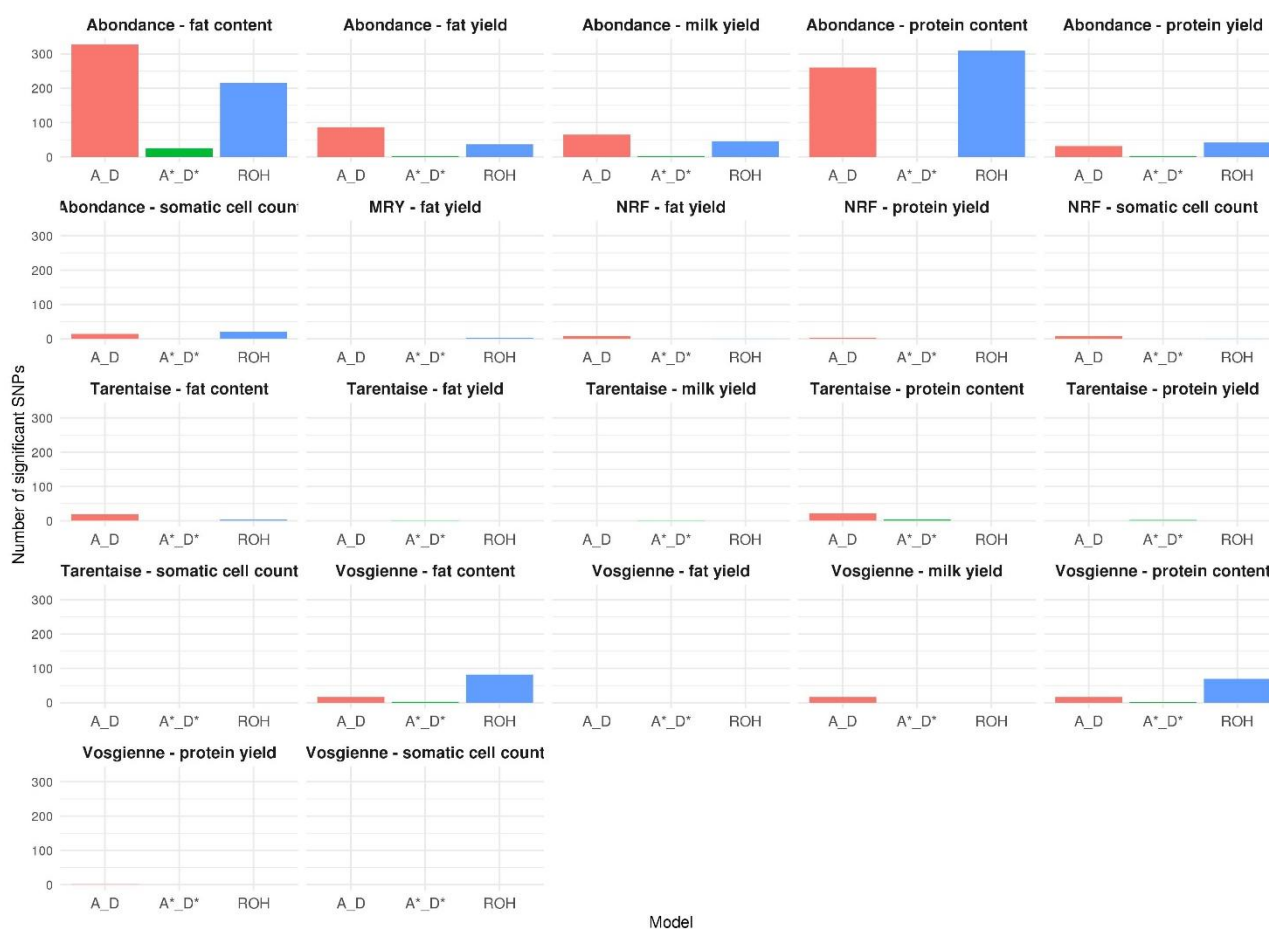 Abondance - fat content Abondance - fat yield Abondance - milk yield Abondance - protein content Abondance - protein yield
300
200
100
0
A_D A*_D* ROH A_D A*_D* ROH A_D A*_D* ROH A_D A*_D* ROH A_D A*_D* ROH
Abondance - somatic cell count MRY - fat yield NRF - fat yield NRF - protein yield NRF - somatic cell count
300
200
100
0
A_D A*_D* ROH A_D A*_D* ROH A_D A*_D* ROH A_D A*_D* ROH A_D A*_D* ROH
Number of significant SNPs
Tarentaise - fat content Tarentaise - fat yield Tarentaise - milk yield Tarentaise - protein content Tarentaise - protein yield
300
200
100
0
A_D A*_D* ROH A_D A*_D* ROH A_D A*_D* ROH A_D A*_D* ROH A_D A*_D* ROH
Tarentaise - somatic cell count Vosgienne - fat content Vosgienne - fat yield Vosgienne - milk yield Vosgienne - protein content
300
200
100
0
A_D A*_D* ROH A_D A*_D* ROH A_D A*_D* ROH A_D A*_D* ROH A_D A*_D* ROH
Vosgienne - protein yield Vosgienne - somatic cell count
300
200
100
0
A_D A*_D* ROH A_D A*_D* ROH
Model